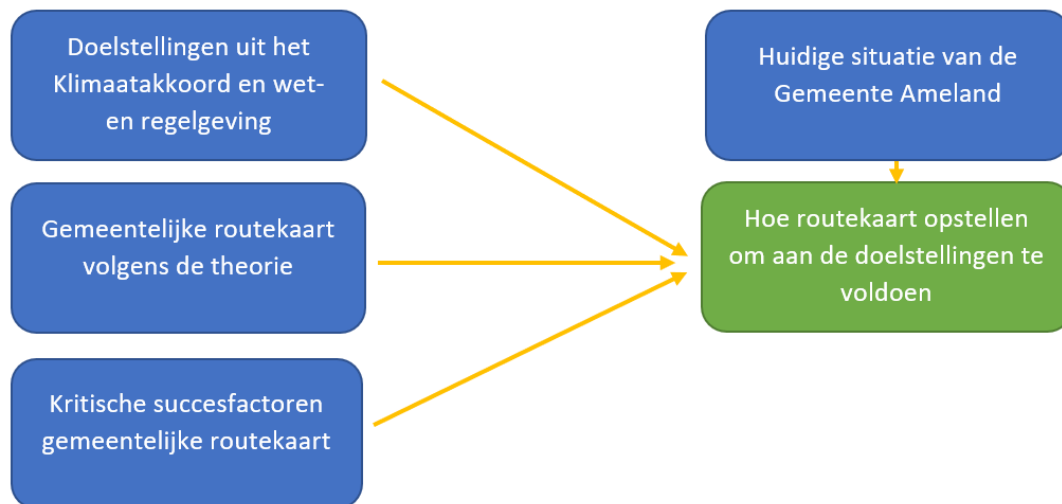 Doelstellingen uit het
Klimaatakkoord en wet-
en regelgeving
Gemeentelijke routekaart
volgens de theorie
Kritische succesfactoren
gemeentelijke routekaart
Huidige situatie van de
Gemeente Ameland
Hoe routekaart opstellen
om aan de doelstellingen te
voldoen